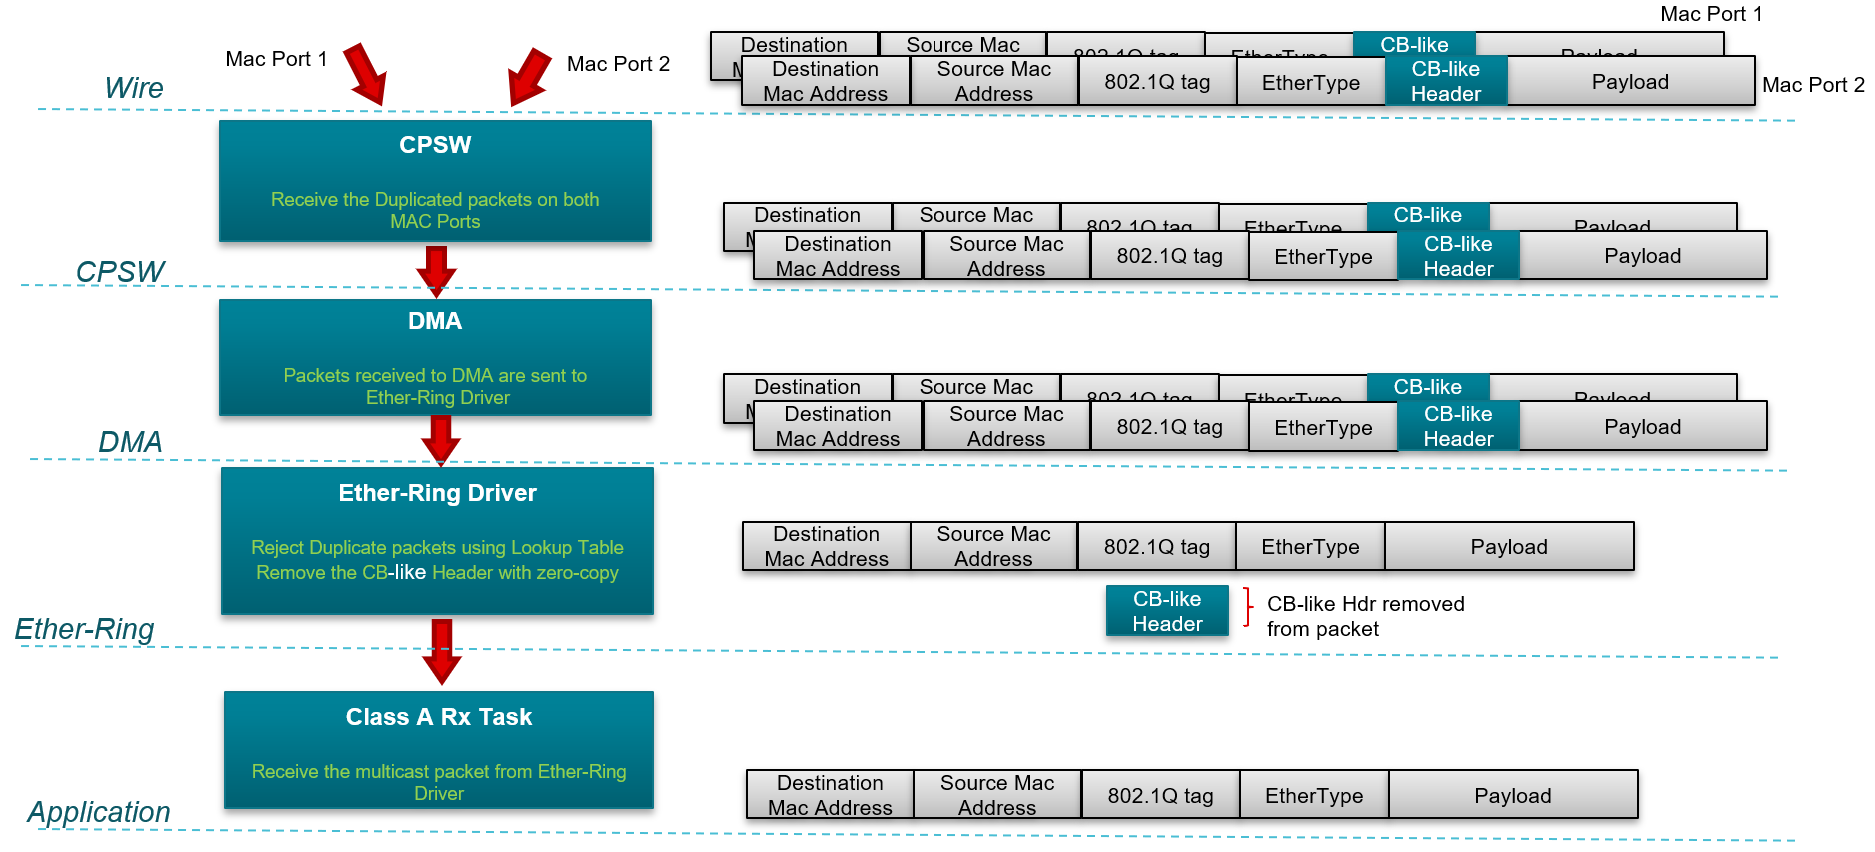 Mac Port 1
Mac Port 2
Wire
Mac Port 1
Destination
Source Mac
802.1Q tag
EtherType
CB-like
Payload
Destination
Mac Address
Source Mac
Address
802.1Q tag
EtherType
CB-like
Header
Payload
Mac Port 2
CPSW
Receive the Duplicated packets on both
MAC Ports
CPSW
Destination
Source Mac
802.1Q tag
EtherType
CB-like
Payload
Destination
Mac Address
Source Mac
Address
802.1Q tag
EtherType
CB-like
Header
Payload
DMA
Packets received to DMA are sent to
Ether-Ring Driver
DMA
Destination
Source Mac
802.1Q tag
EtherType
CB-like
Payload
Destination
Mac Address
Source Mac
Address
802.1Q tag
EtherType
CB-like
Header
Payload
Ether-Ring Driver
Reject Duplicate packets using Lookup Table
Remove the CB-like Header with zero-copy
Ether-Ring
Destination
Mac Address
Source Mac
Address
802.1Q tag
EtherType
Payload
CB-like
Header
CB-like Hdr removed
from packet
Class A Rx Task
Receive the multicast packet from Ether-Ring
Driver
Application
Destination
Mac Address
Source Mac
Address
802.1Q tag
EtherType
Payload